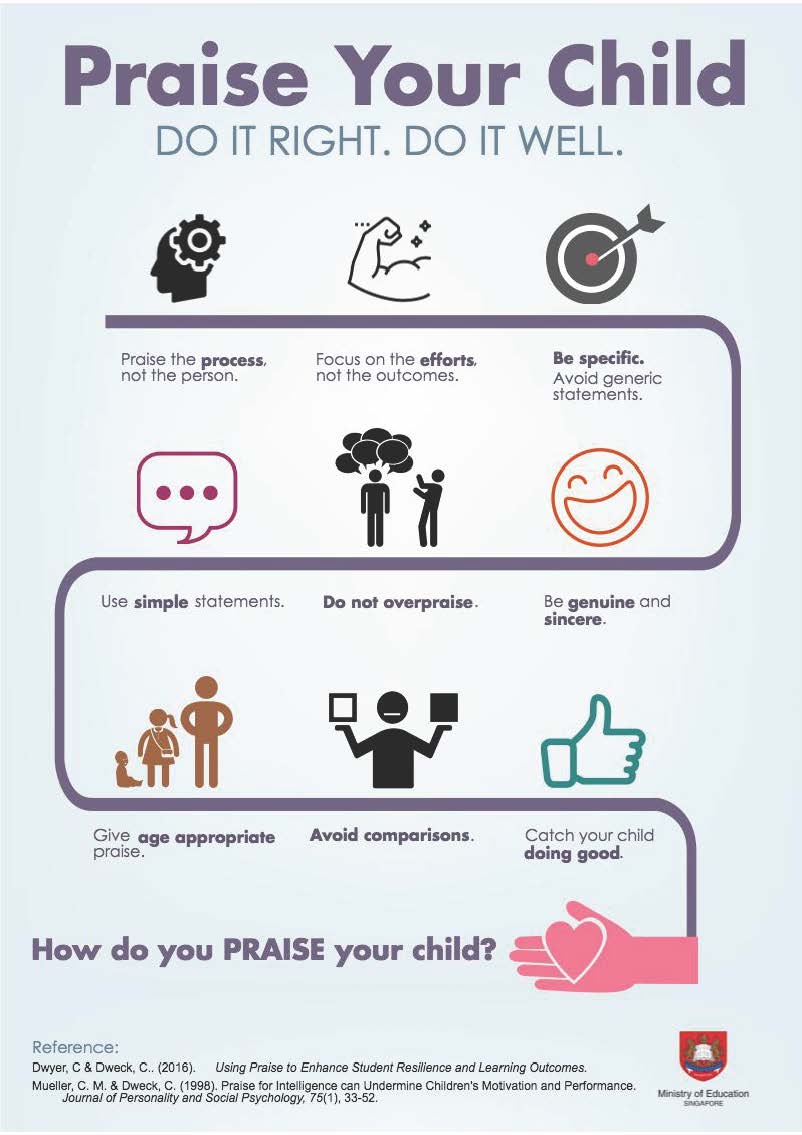 Praise Your Child
DO IT RIGHT. DO IT WELL.
Praise the process,
not the person.
Focus on the efforts,
not the outcomes.
Be specific.
Avoid generic
statements.
Use simple statements.
Do not overpraise.
Be genuine and
sincere.
Give age appropriate
praise.
Avoid comparisons.
Catch your child
doing good.
How do you PRAISE your child?
Reference:
Dwyer, C & Dweck, C.. (2016). Using Praise to Enhance Student Resilience and Learning Outcomes.
Mueller, C. M. & Dweck, C. (1998). Praise for Intelligence can Undermine Children's Motivation and Performance.
Journal of Personality and Social Psychology, 75(1), 33-52.
Ministry of Education
SINGAPORE